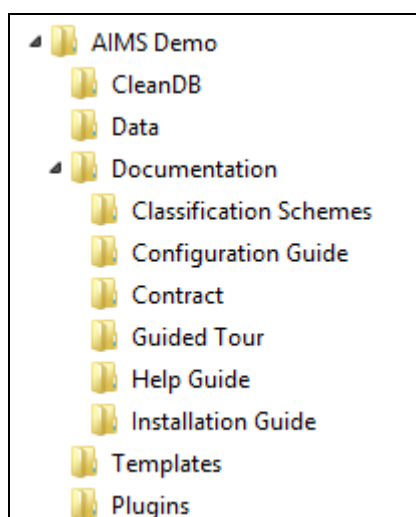 AIMS Demo
CleanDB
Data
Documentation
Classification Schemes
Configuration Guide
Contract
Guided Tour
Help Guide
Installation Guide
Templates
Plugins